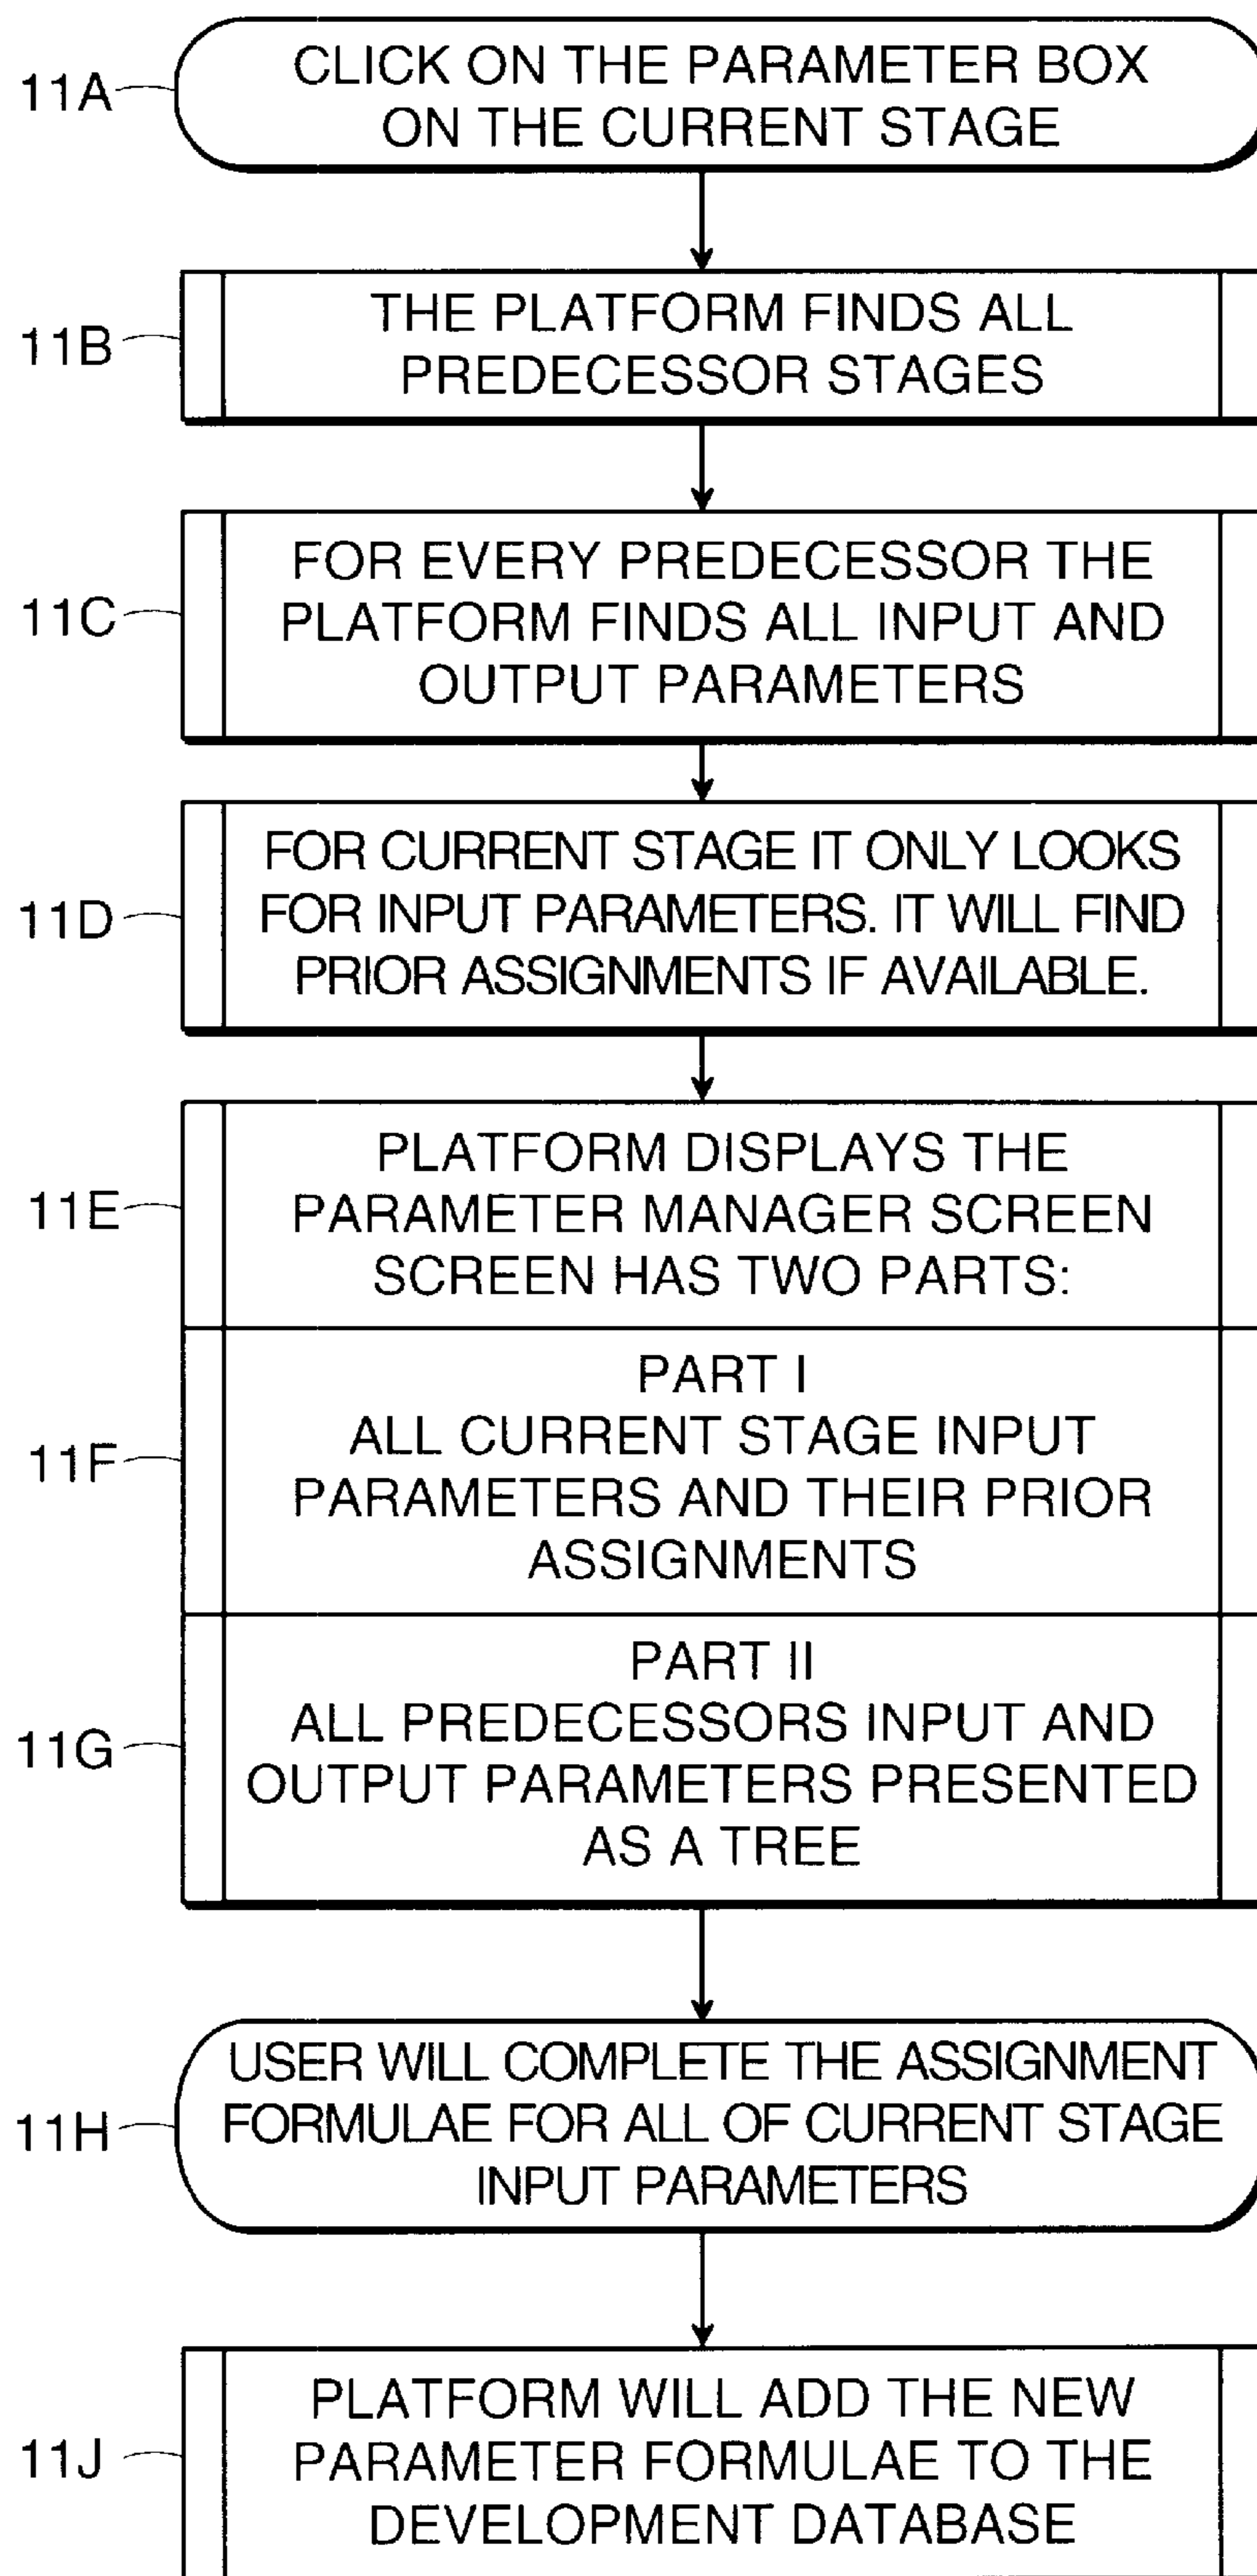 11A
CLICK ON THE PARAMETER BOX
ON THE CURRENT STAGE
11B
THE PLATFORM FINDS ALL
PREDECESSOR STAGES
11C
FOR EVERY PREDECESSOR THE
PLATFORM FINDS ALL INPUT AND
OUTPUT PARAMETERS
11D
FOR CURRENT STAGE IT ONLY LOOKS
FOR INPUT PARAMETERS. IT WILL FIND
PRIOR ASSIGNMENTS IF AVAILABLE.
11E
PLATFORM DISPLAYS THE
PARAMETER MANAGER SCREEN
SCREEN HAS TWO PARTS:
11F
PART I
ALL CURRENT STAGE INPUT
PARAMETERS AND THEIR PRIOR
ASSIGNMENTS
11G
PART II
ALL PREDECESSORS INPUT AND
OUTPUT PARAMETERS PRESENTED
AS A TREE
11H
USER WILL COMPLETE THE ASSIGNMENT
FORMULAE FOR ALL OF CURRENT STAGE
INPUT PARAMETERS
11J
PLATFORM WILL ADD THE NEW
PARAMETER FORMULAE TO THE
DEVELOPMENT DATABASE